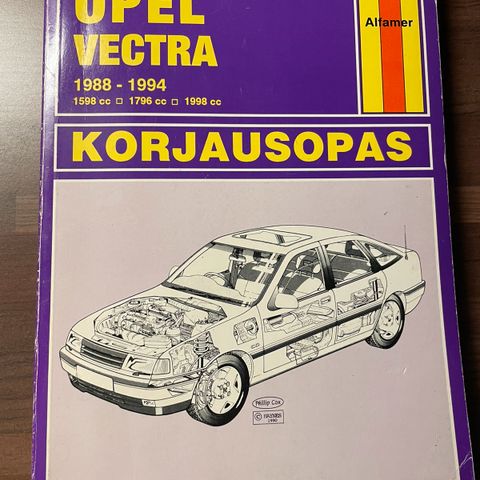 OPEL
Alfamer
VECTRA
1988 - 1994
1598 cc □ 1796 cc □ 1998 cc
KORJAUSOPAS
Phillip Cox
© HAYNES
1990